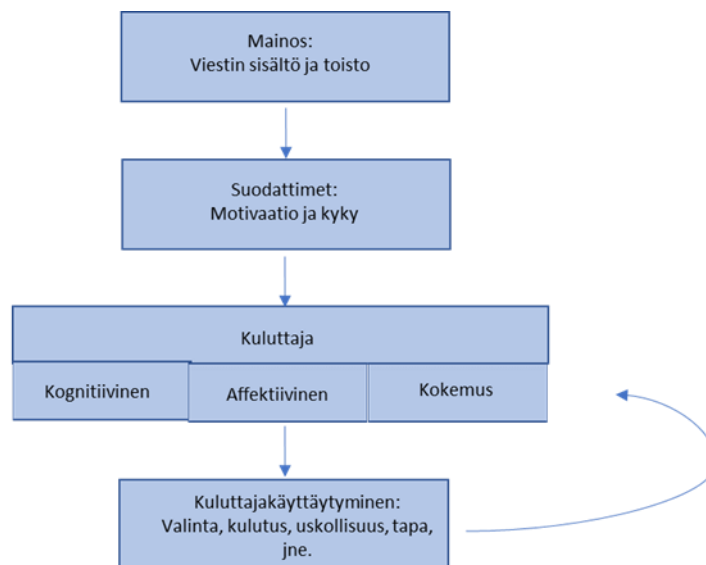 Mainos:
Viestin sisältö ja toisto
Suodattimet:
Motivaatio ja kyky
Kuluttaja
Kognitiivinen
Affektiivinen
Kokemus
Kuluttajakäyttäytyminen:
Valinta, kulutus, uskollisuus, tapa,
jne.